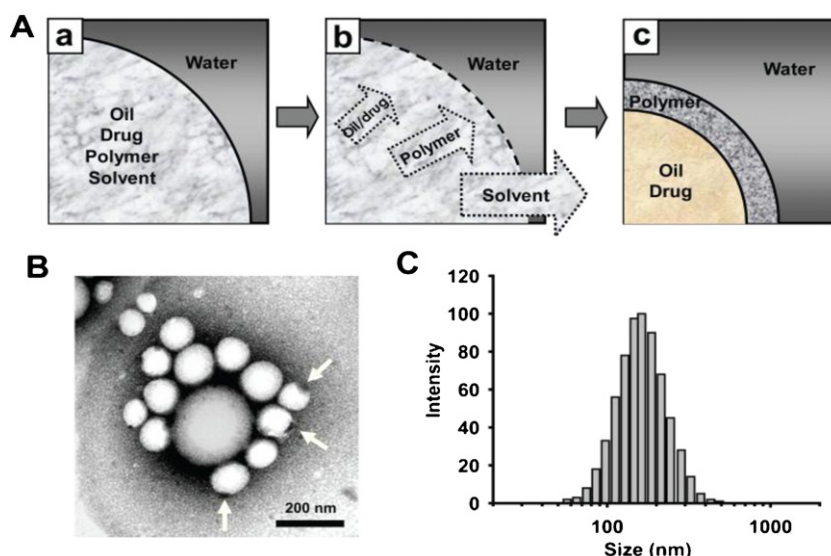 A
a
Water
Oil
Drug
Polymer
Solvent
b
Water
Oil/drug
Polymer
Solvent
c
Water
Polymer
Oil
Drug
B
200 nm
C
120
100
80
60
40
20
0
Intensity
100
1000
Size (nm)